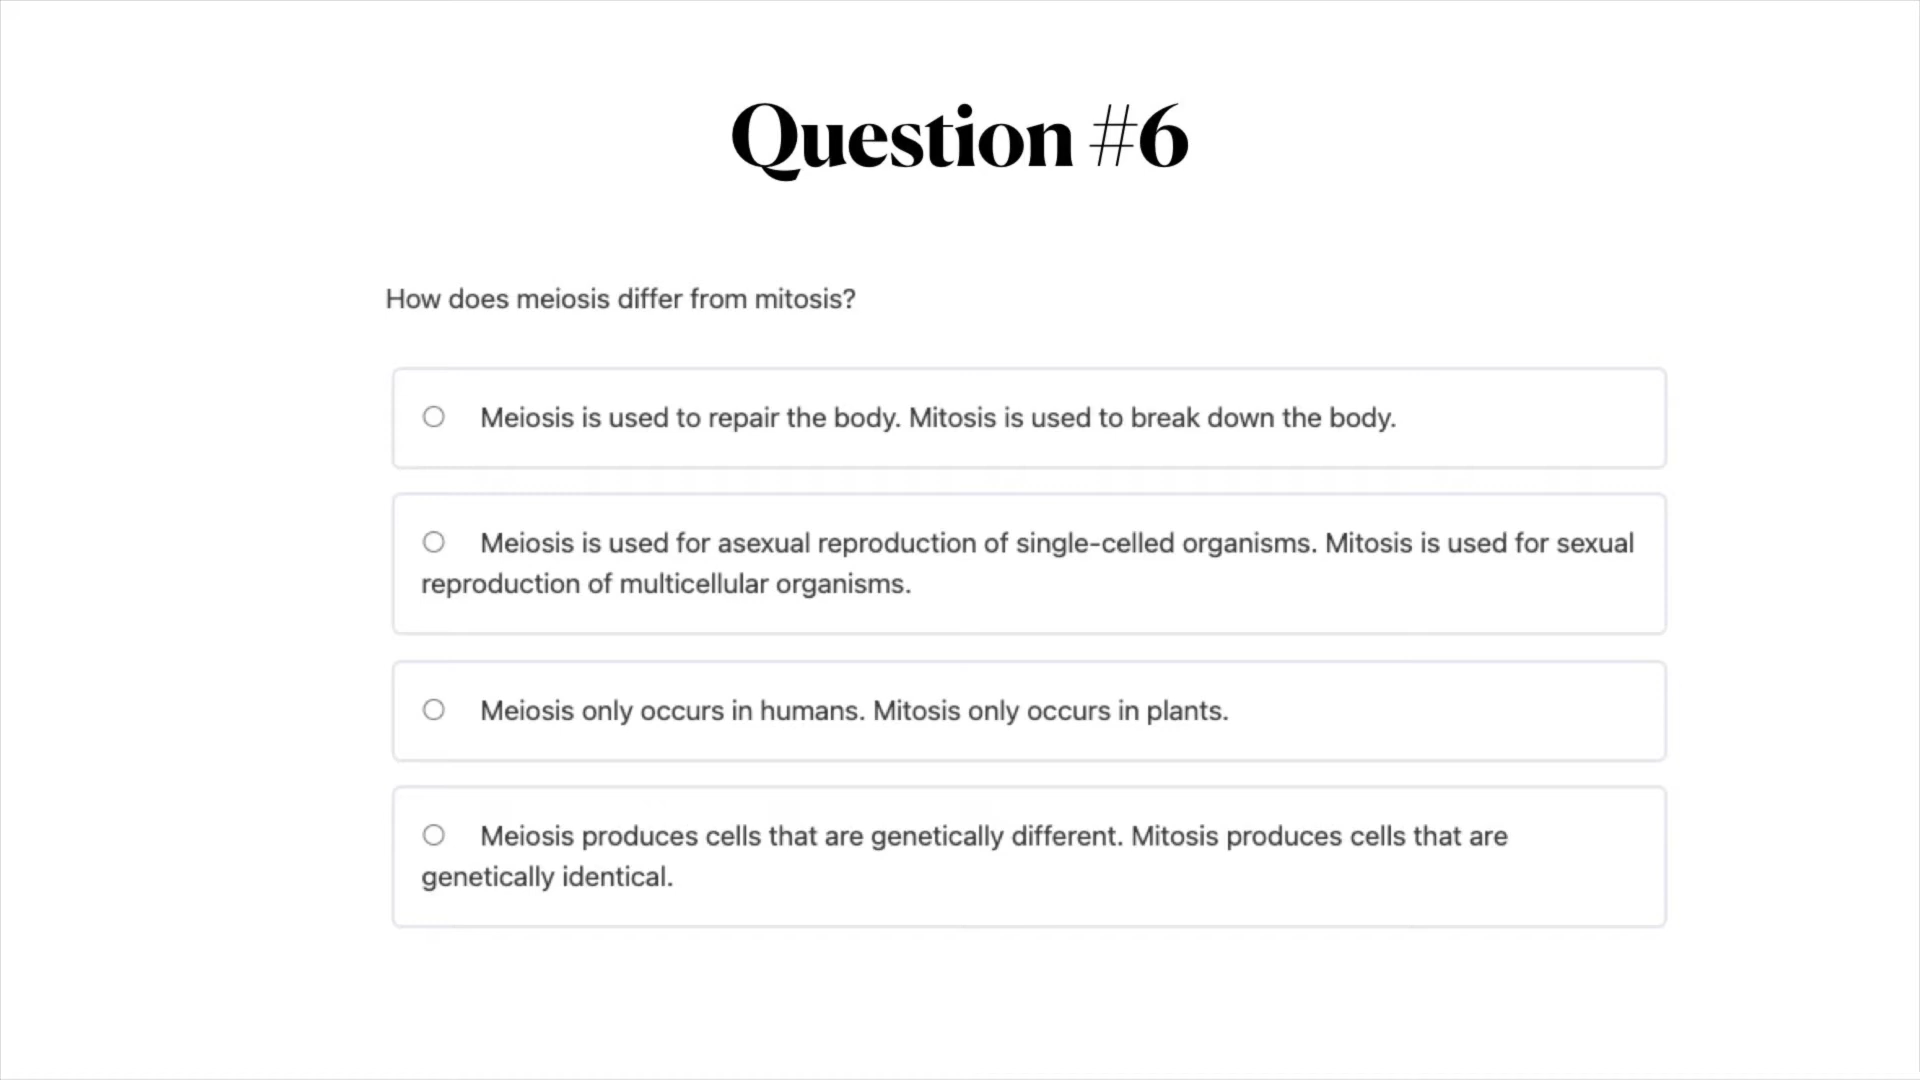 Question #6
How does meiosis differ from mitosis?
Meiosis is used to repair the body. Mitosis is used to break down the body.
Meiosis is used for asexual reproduction of single-celled organisms. Mitosis is used for sexual
reproduction of multicellular organisms.
Meiosis only occurs in humans. Mitosis only occurs in plants.
Meiosis produces cells that are genetically different. Mitosis produces cells that are
genetically identical.